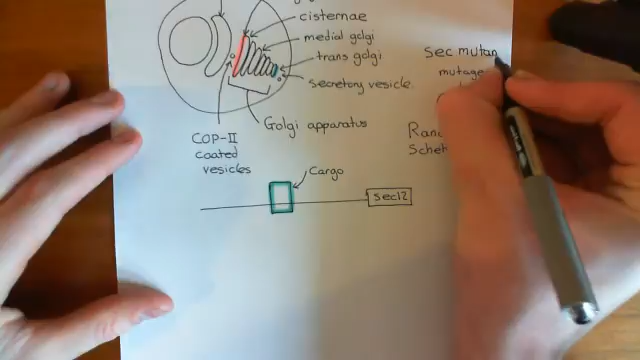 cisternae
medial golgi
trans golgi
secretory vesicle
Golgi apparatus
COP-II
coated
vesicles
Cargo
sec12
Sec mutan